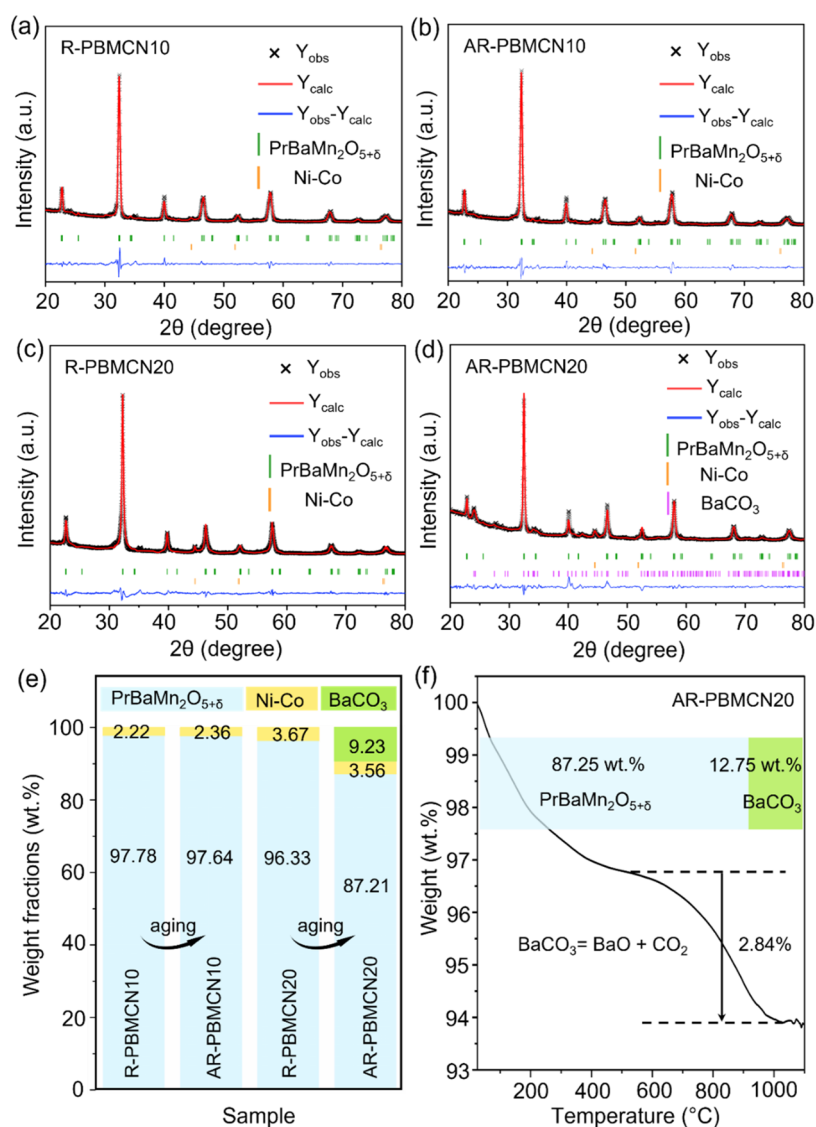 (a)
R-PBMCN10
× Yobs
Ycalc
Yobs-Ycalc
PrBaMn2O5+δ
Ni-Co
Intensity (a.u.)
20 30 40 50 60 70 80
2θ (degree)
(b)
AR-PBMCN10
× Yobs
Ycalc
Yobs-Ycalc
PrBaMn2O5+δ
Ni-Co
Intensity (a.u.)
20 30 40 50 60 70 80
2θ (degree)
(c)
R-PBMCN20
× Yobs
Ycalc
Yobs-Ycalc
PrBaMn2O5+δ
Ni-Co
Intensity (a.u.)
20 30 40 50 60 70 80
2θ (degree)
(d)
AR-PBMCN20
× Yobs
Ycalc
Yobs-Ycalc
PrBaMn2O5+δ
Ni-Co
BaCO3
Intensity (a.u.)
20 30 40 50 60 70 80
2θ (degree)
(e)
PrBaMn2O5+δ Ni-Co BaCO3
Weight fractions (wt.%)
100
80
60
40
20
0
2.22 2.36 3.67 9.23
3.56
97.78 97.64 96.33 87.21
aging aging
R-PBMCN10
AR-PBMCN10
R-PBMCN20
AR-PBMCN20
Sample
(f)
AR-PBMCN20
Weight (wt.%)
100
99
98
97
96
95
94
93
87.25 wt.% 12.75 wt.%
PrBaMn2O5+δ BaCO3
BaCO3= BaO + CO2 2.84%
200 400 600 800 1000
Temperature (°C)